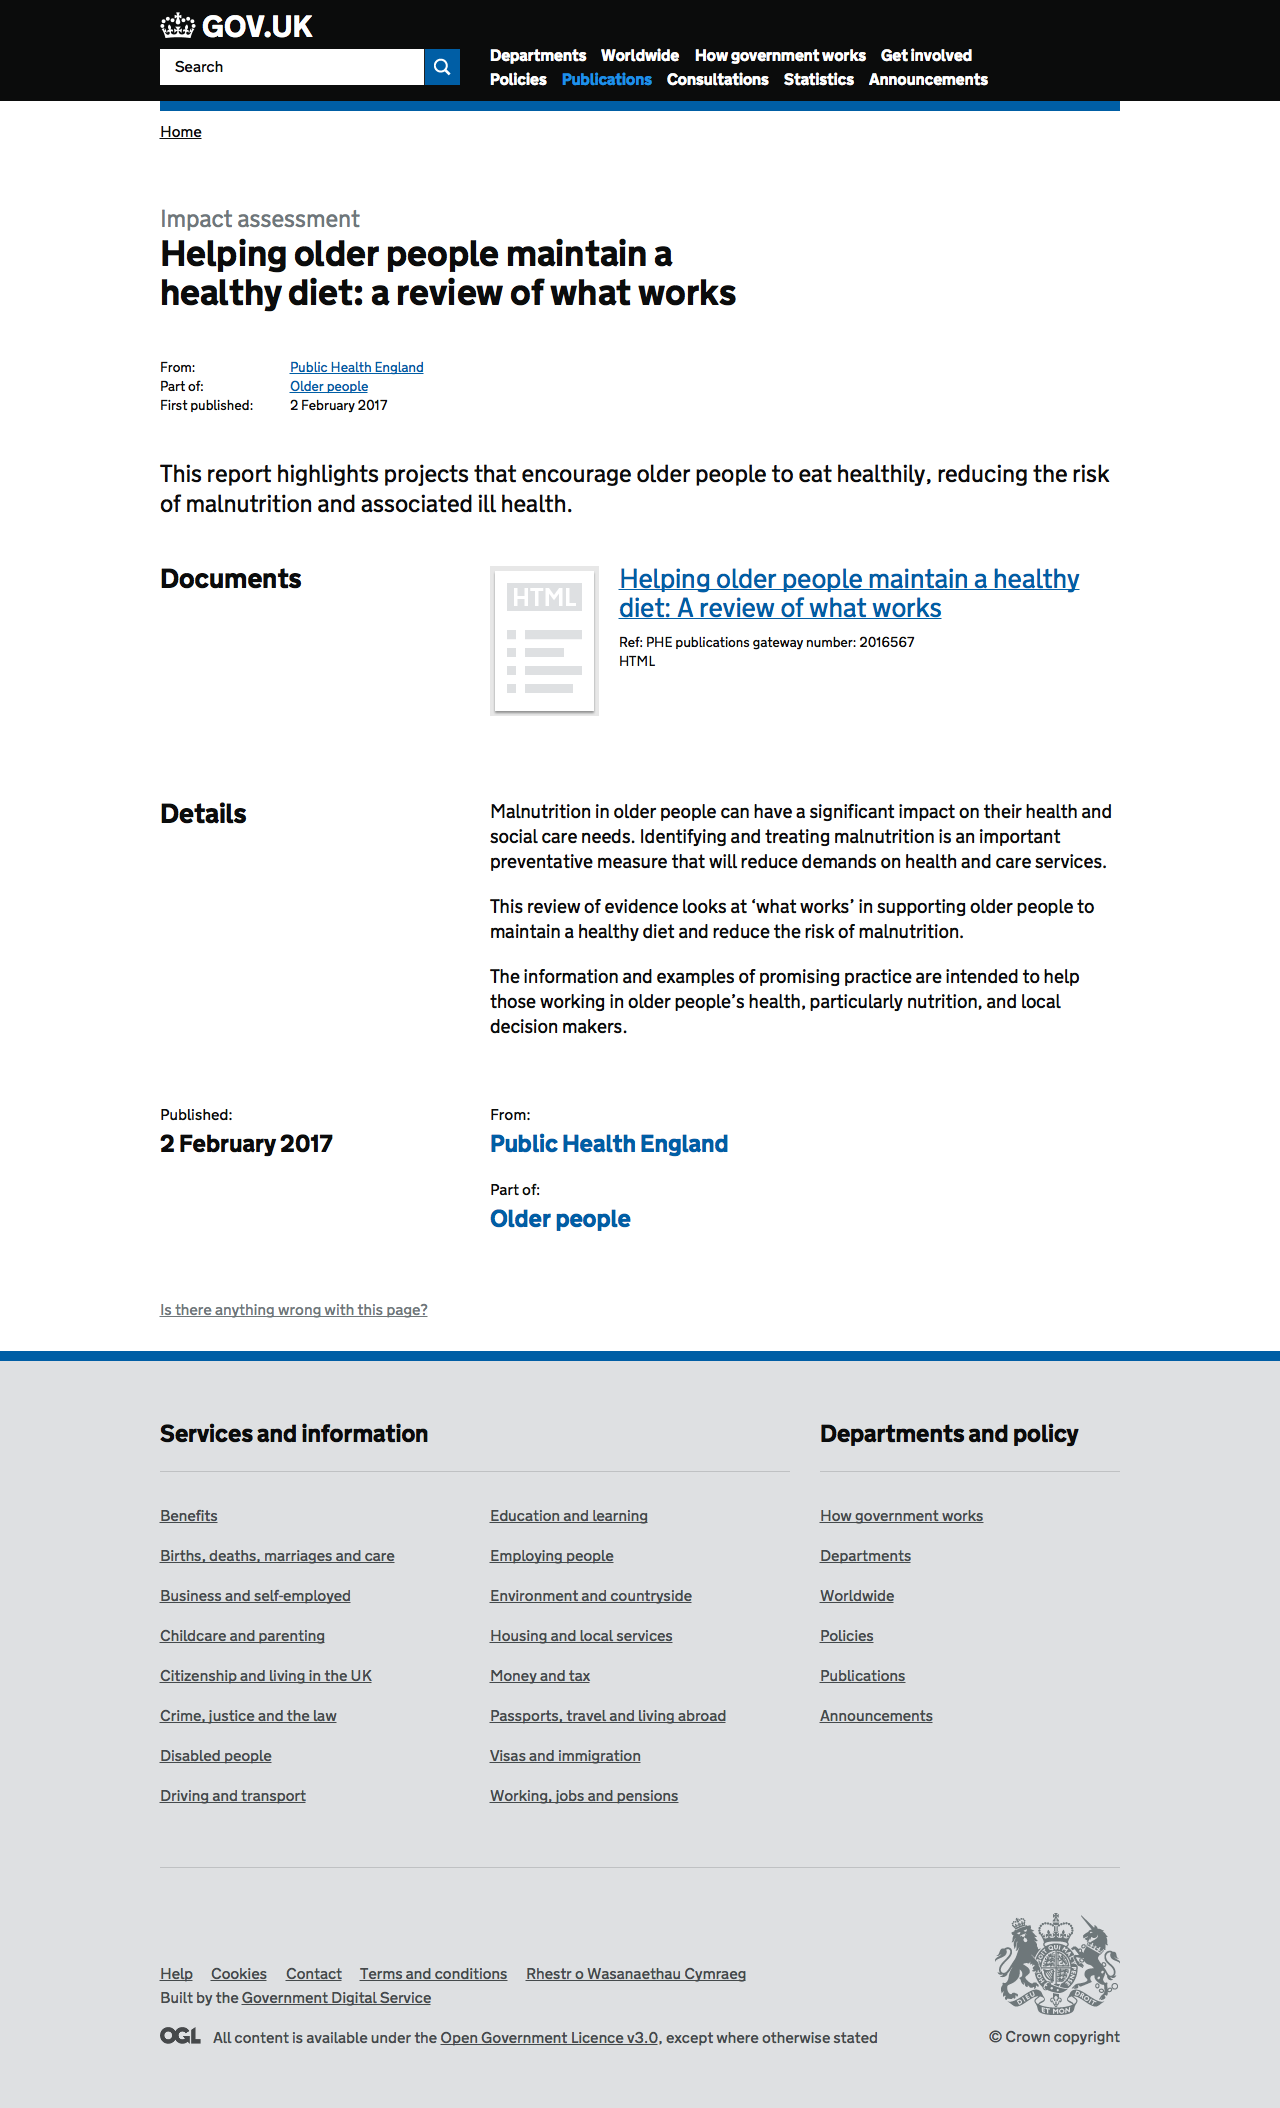 GOV.UK
Search
Departments Worldwide How government works Get involved
Policies Publications Consultations Statistics Announcements
Home
Impact assessment
Helping older people maintain a
healthy diet: a review of what works
From: Public Health England
Part of: Older people
First published: 2 February 2017
This report highlights projects that encourage older people to eat healthily, reducing the risk
of malnutrition and associated ill health.
Documents
HTML
Helping older people maintain a healthy
diet: A review of what works
Ref: PHE publications gateway number: 2016567
HTML
Details
Malnutrition in older people can have a significant impact on their health and
social care needs. Identifying and treating malnutrition is an important
preventative measure that will reduce demands on health and care services.
This review of evidence looks at ‘what works’ in supporting older people to
maintain a healthy diet and reduce the risk of malnutrition.
The information and examples of promising practice are intended to help
those working in older people’s health, particularly nutrition, and local
decision makers.
Published:
2 February 2017
From:
Public Health England
Part of:
Older people
Is there anything wrong with this page?
Services and information
Benefits
Births, deaths, marriages and care
Business and self-employed
Childcare and parenting
Citizenship and living in the UK
Crime, justice and the law
Disabled people
Driving and transport
Education and learning
Employing people
Environment and countryside
Housing and local services
Money and tax
Passports, travel and living abroad
Visas and immigration
Working, jobs and pensions
Departments and policy
How government works
Departments
Worldwide
Policies
Publications
Announcements
Help Cookies Contact Terms and conditions Rhestr o Wasanaethau Cymraeg
Built by the Government Digital Service
OGL All content is available under the Open Government Licence v3.0, except where otherwise stated
DIEU ET MON DROIT
© Crown copyright